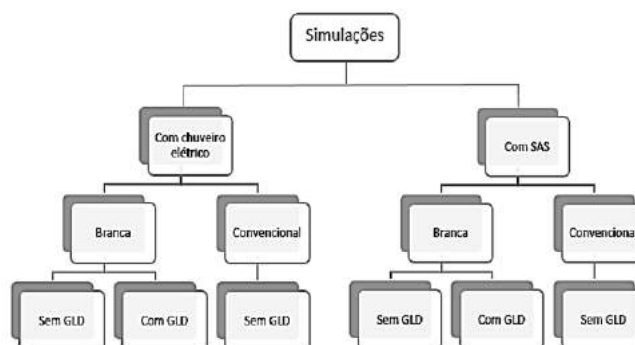 Simulações
Com chuveiro
elétrico
Com SAS
Branca
Convencional
Branca
Convencional
Sem GLD
Com GLD
Sem GLD
Sem GLD
Com GLD
Sem GLD